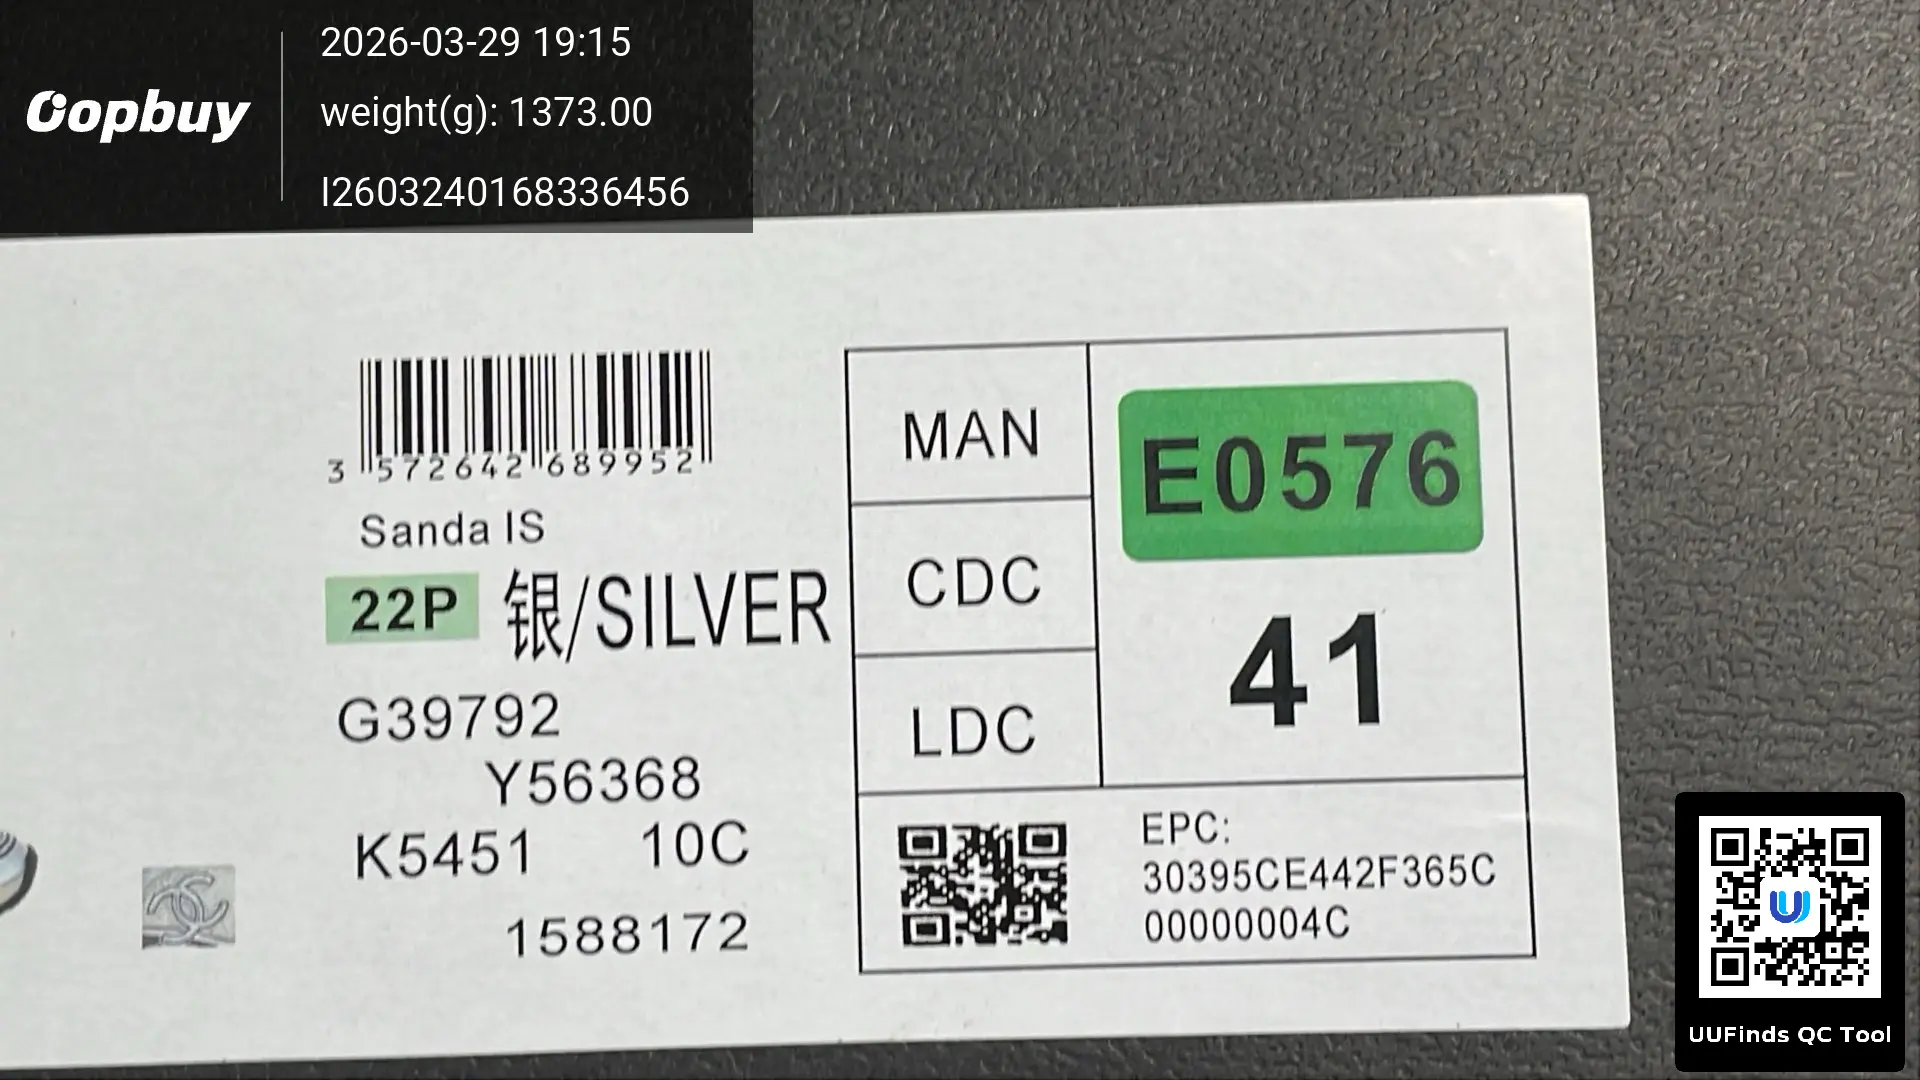 Oopbuy
2026-03-29 19:15
weight(g): 1373.00
I2603240168336456
3 572642 689952
Sanda IS
22P 银/SILVER
G39792
Y56368
K5451 10C
1588172
MAN
CDC
LDC
E0576
41
EPC:
30395CE442F365C
00000004C
UUFinds QC Tool